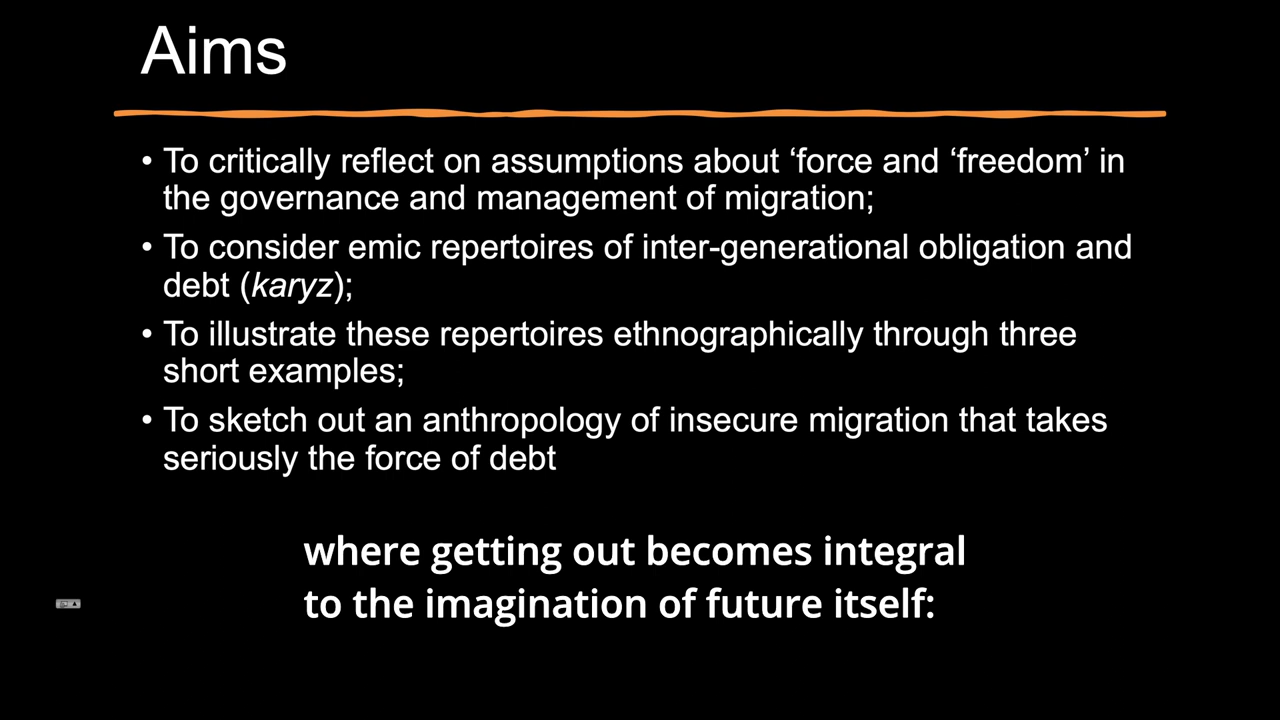 Aims
• To critically reflect on assumptions about ‘force and ‘freedom’ in
the governance and management of migration;
• To consider emic repertoires of inter-generational obligation and
debt (karyz);
• To illustrate these repertoires ethnographically through three
short examples;
• To sketch out an anthropology of insecure migration that takes
seriously the force of debt
where getting out becomes integral
to the imagination of future itself: